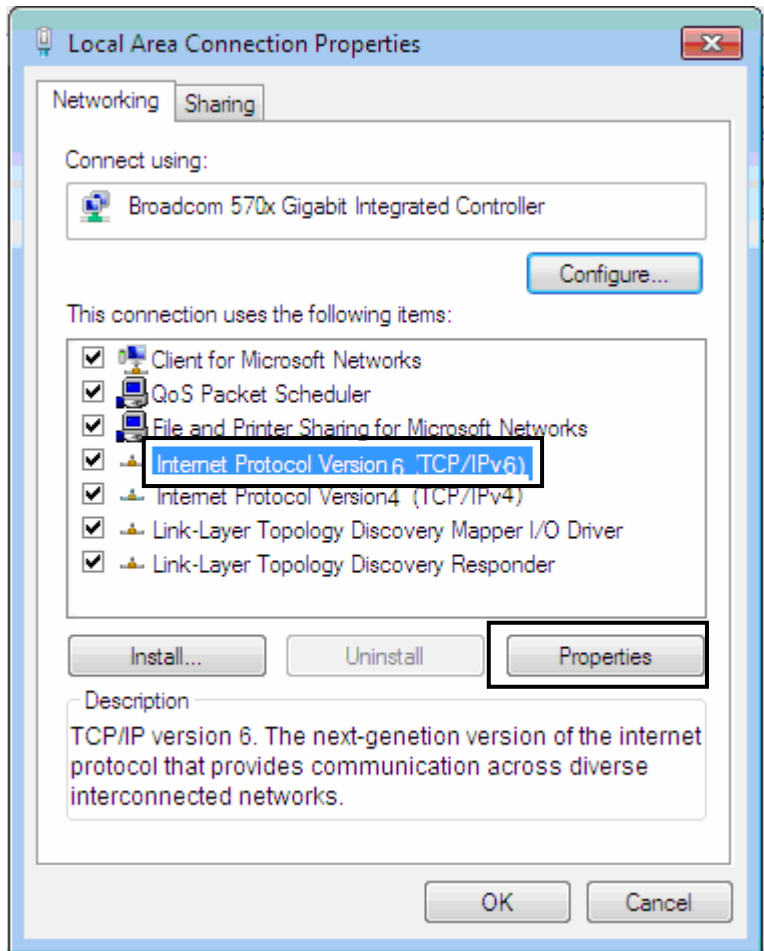 Local Area Connection Properties
Networking
Sharing
Connect using:
Broadcom 570x Gigabit Integrated Controller
Configure...
This connection uses the following items:
Client for Microsoft Networks
QoS Packet Scheduler
File and Printer Sharing for Microsoft Networks
Internet Protocol Version 6 (TCP/IPv6)
Internet Protocol Version4 (TCP/IPv4)
Link-Layer Topology Discovery Mapper I/O Driver
Link-Layer Topology Discovery Responder
Install...
Uninstall
Properties
Description
TCP/IP version 6. The next-genetion version of the internet
protocol that provides communication across diverse
interconnected networks.
OK
Cancel